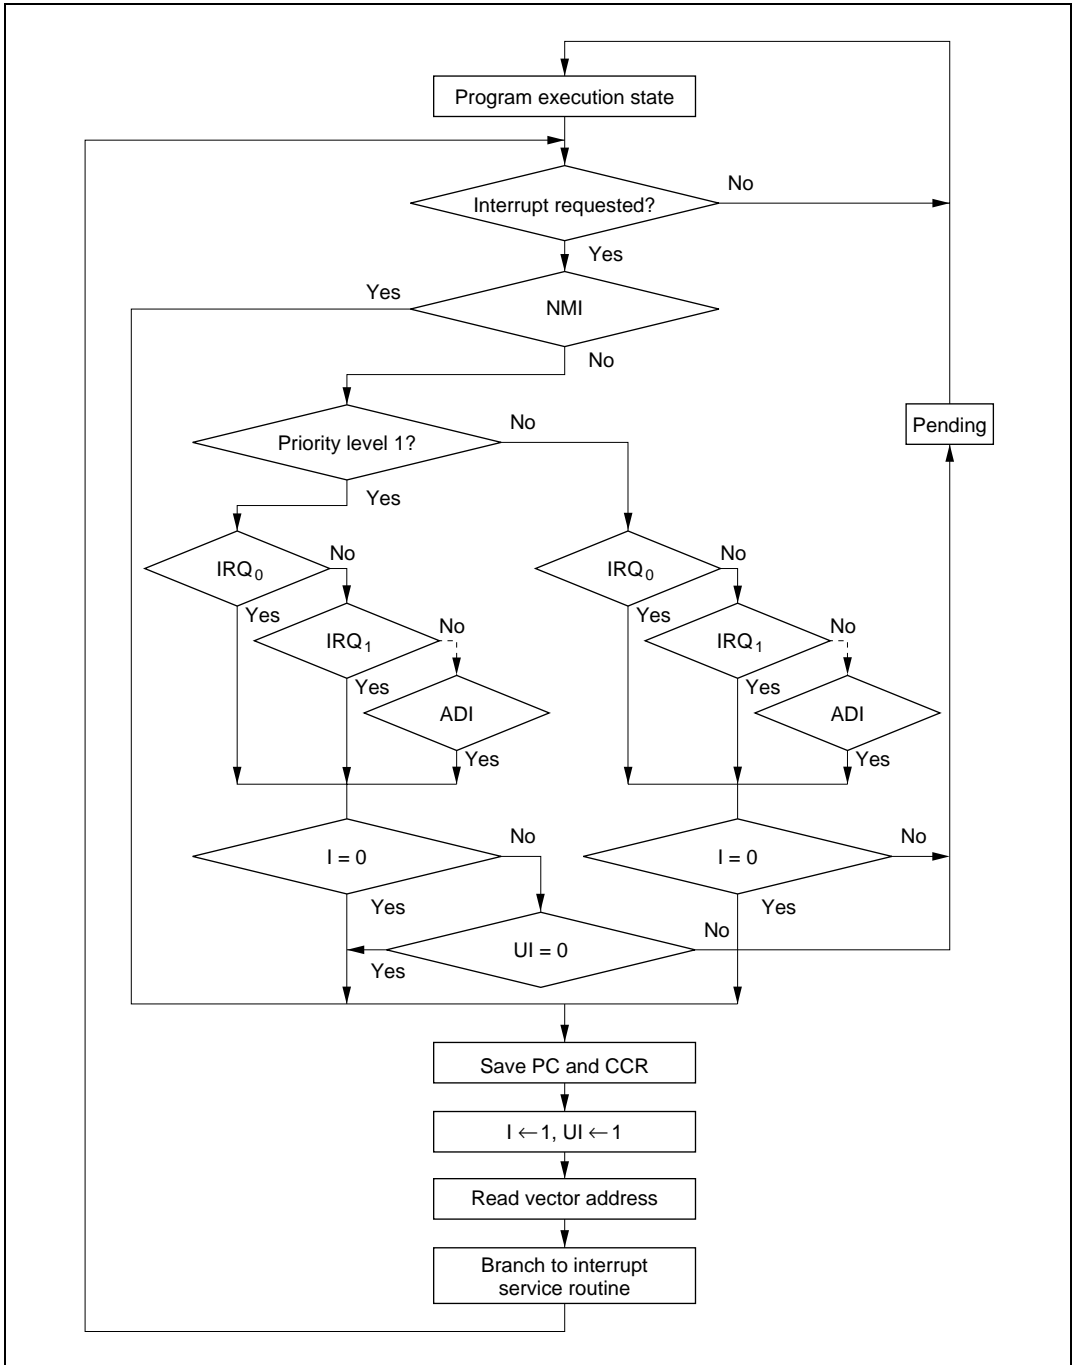 Program execution state
Interrupt requested?
No
Yes
Yes
NMI
No
Pending
Priority level 1?
No
Yes
IRQ0
No
Yes
IRQ1
No
Yes
ADI
Yes
IRQ0
No
Yes
IRQ1
No
Yes
ADI
Yes
I = 0
No
Yes
I = 0
No
Yes
UI = 0
No
Yes
Save PC and CCR
I ← 1, UI ← 1
Read vector address
Branch to interrupt
service routine